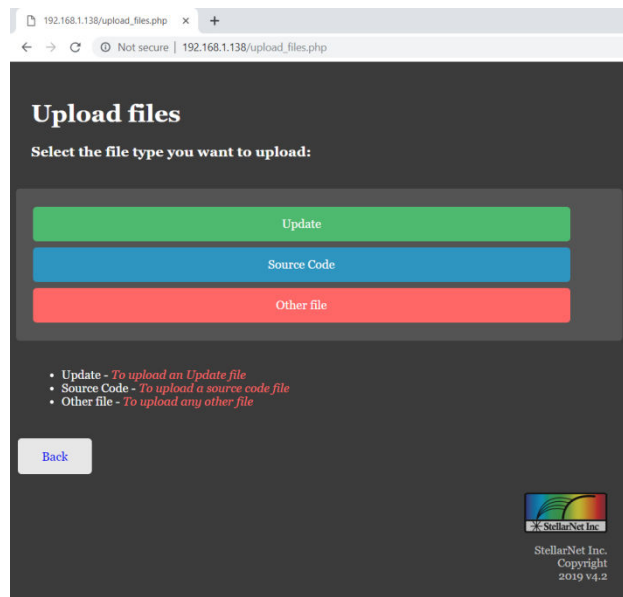 192.168.1.138/upload_files.php
Not secure | 192.168.1.138/upload_files.php
Upload files
Select the file type you want to upload:
Update
Source Code
Other file
• Update - To upload an Update file
• Source Code - To upload a source code file
• Other file - To upload any other file
Back
StellarNet Inc
StellarNet Inc.
Copyright
2019 v4.2